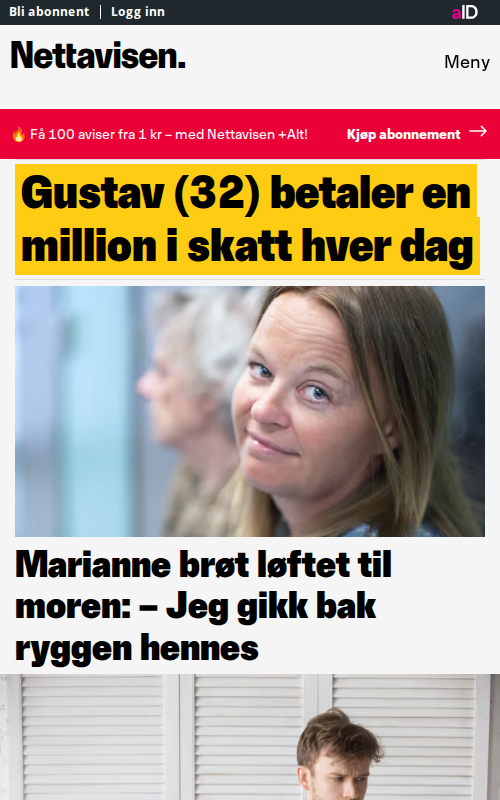 Bli abonnent | Logg inn
aID
Nettavisen.
Meny
🔥 Få 100 aviser fra 1 kr – med Nettavisen +Alt!
Kjøp abonnement →
Gustav (32) betaler en
million i skatt hver dag
Marianne brøt løftet til
moren: – Jeg gikk bak
ryggen hennes